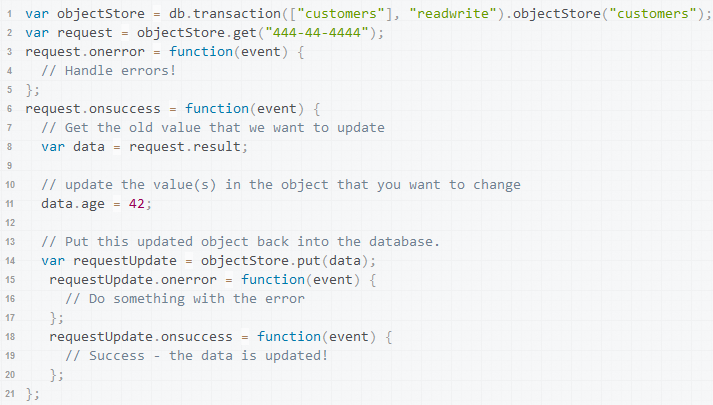 1 var objectStore = db.transaction(["customers"], "readwrite").objectStore("customers");
2 var request = objectStore.get("444-44-4444");
3 request.onerror = function(event) {
4   // Handle errors!
5 };
6 request.onsuccess = function(event) {
7   // Get the old value that we want to update
8   var data = request.result;
9
10   // update the value(s) in the object that you want to change
11   data.age = 42;
12
13   // Put this updated object back into the database.
14   var requestUpdate = objectStore.put(data);
15    requestUpdate.onerror = function(event) {
16      // Do something with the error
17    };
18    requestUpdate.onsuccess = function(event) {
19      // Success - the data is updated!
20    };
21 };